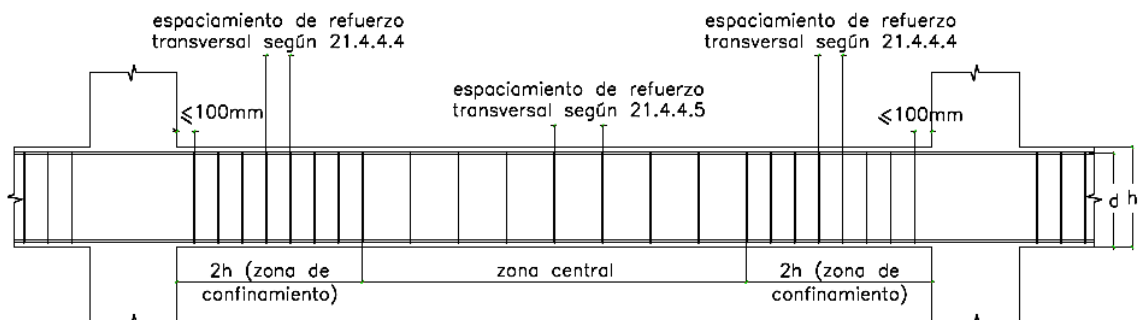 espaciamiento de refuerzo
transversal según 21.4.4.4
espaciamiento de refuerzo
transversal según 21.4.4.4
espaciamiento de refuerzo
transversal según 21.4.4.5
≤100mm
≤100mm
d
h
2h (zona de
confinamiento)
zona central
2h (zona de
confinamiento)